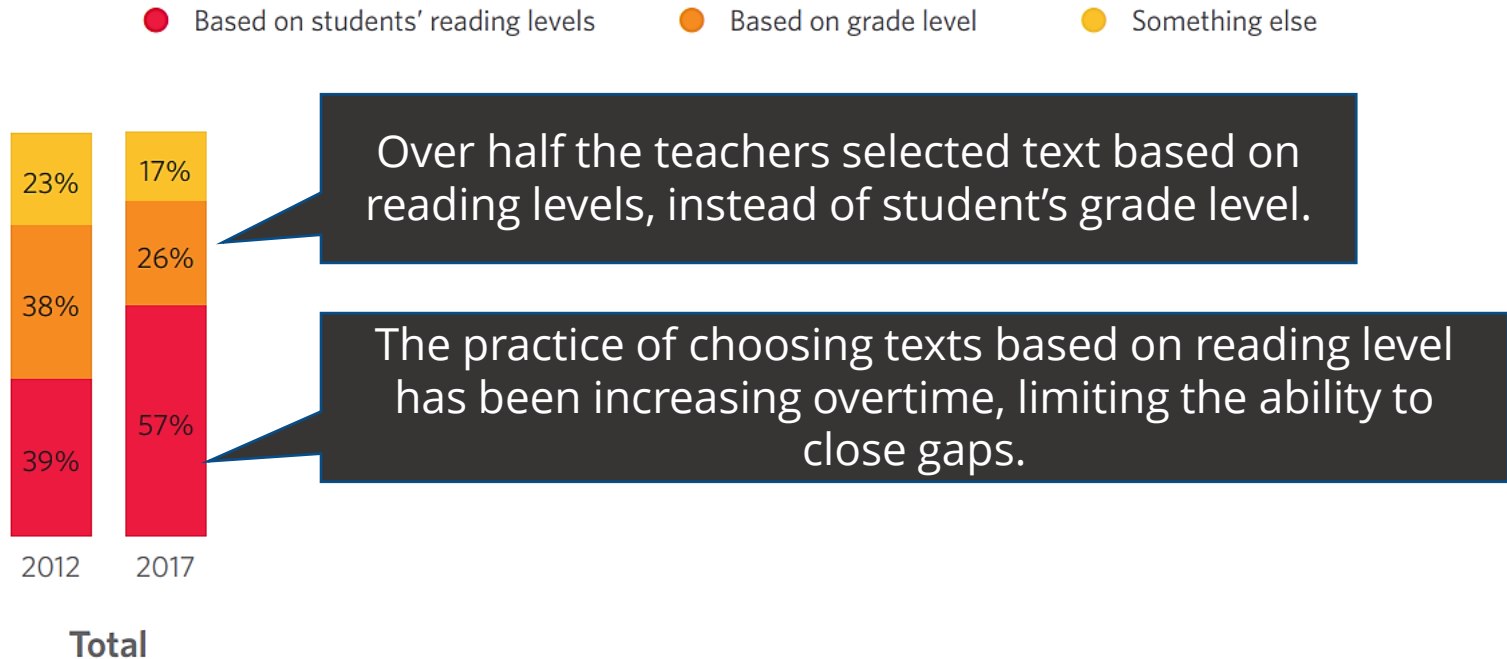 Based on students’ reading levels Based on grade level Something else
Over half the teachers selected text based on
reading levels, instead of student’s grade level.
The practice of choosing texts based on reading level
has been increasing overtime, limiting the ability to
close gaps.
23%
38%
39%
2012
17%
26%
57%
2017
Total